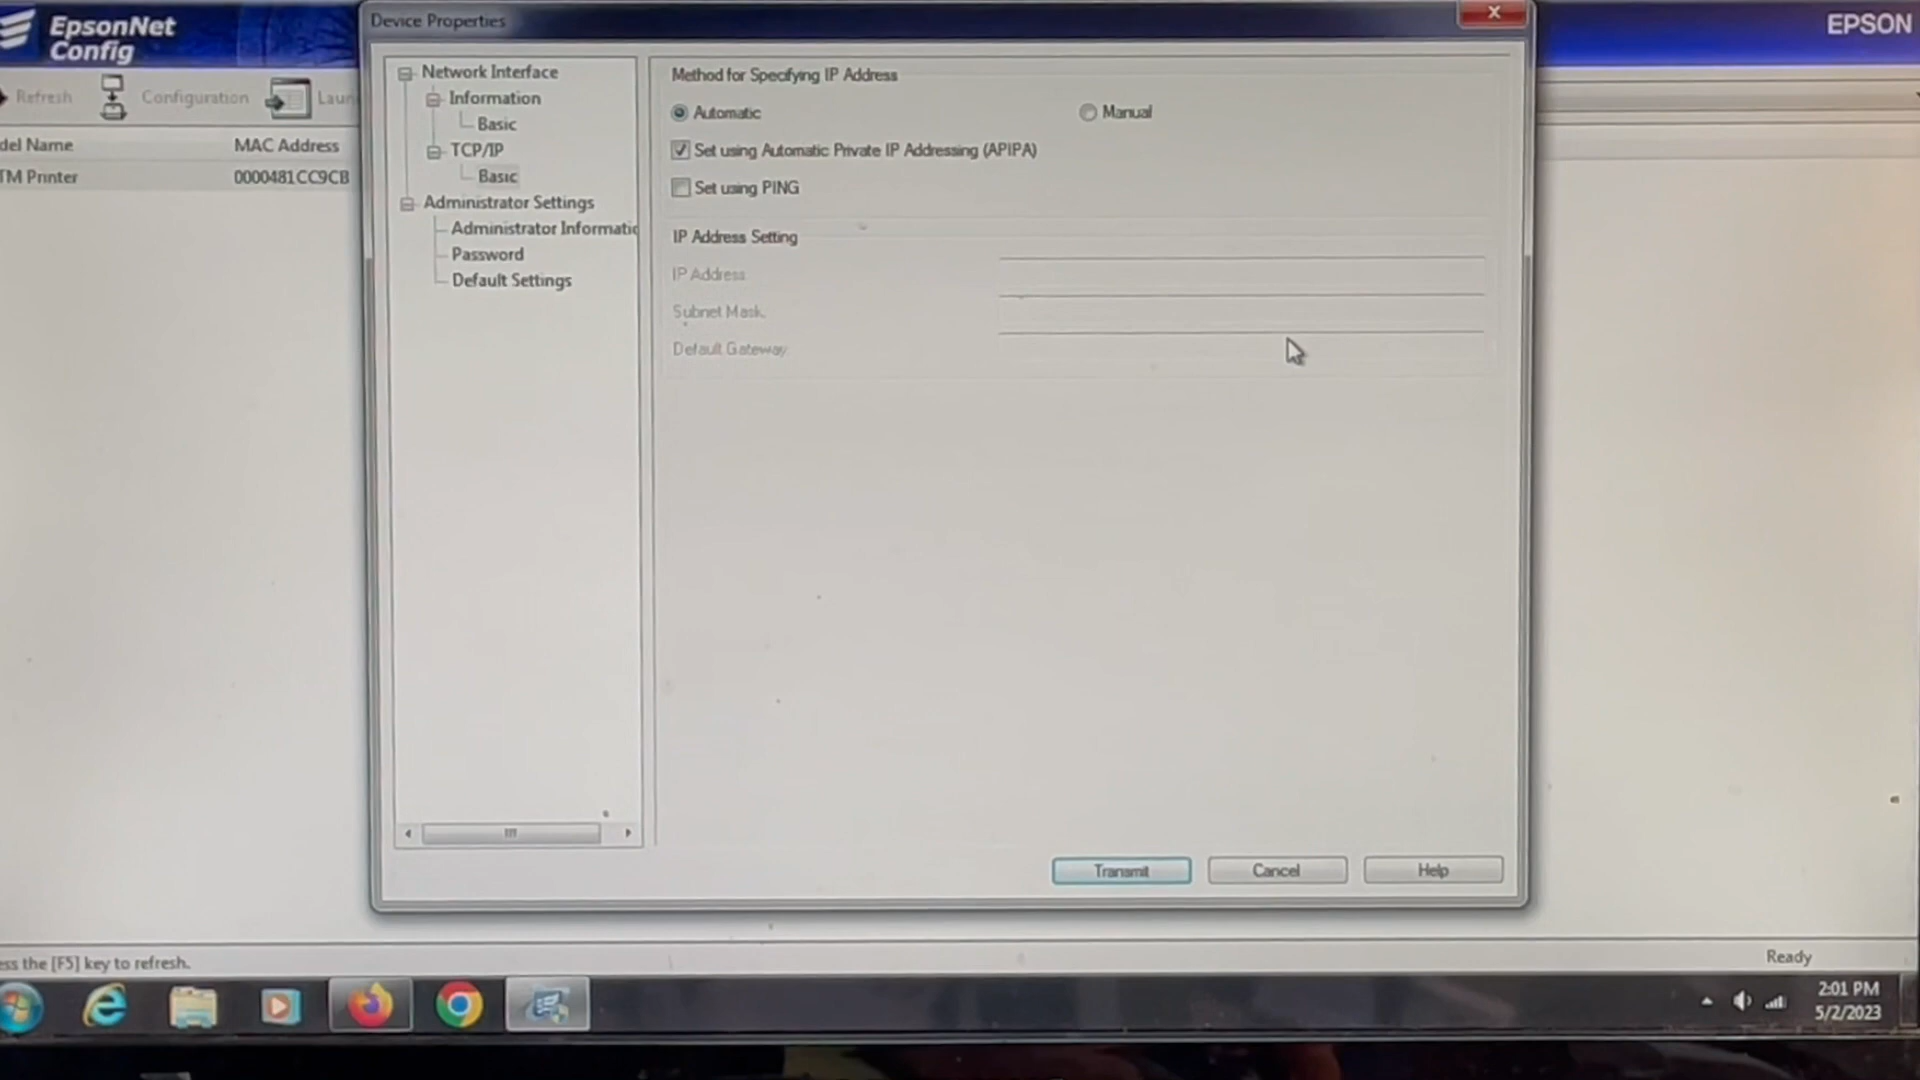 EpsonNet
Config
EPSON
Device Properties
Refresh
Configuration
Laun
del Name
MAC Address
TM Printer
0000481CC9CB
Network Interface
Information
Basic
TCP/IP
Basic
Administrator Settings
Administrator Informatio
Password
Default Settings
Method for Specifying IP Address
Automatic
Manual
Set using Automatic Private IP Addressing (APIPA)
Set using PING
IP Address Setting
IP Address
Subnet Mask
Default Gateway
Transmit
Cancel
Help
ess the [F5] key to refresh.
Ready
2:01 PM
5/2/2023